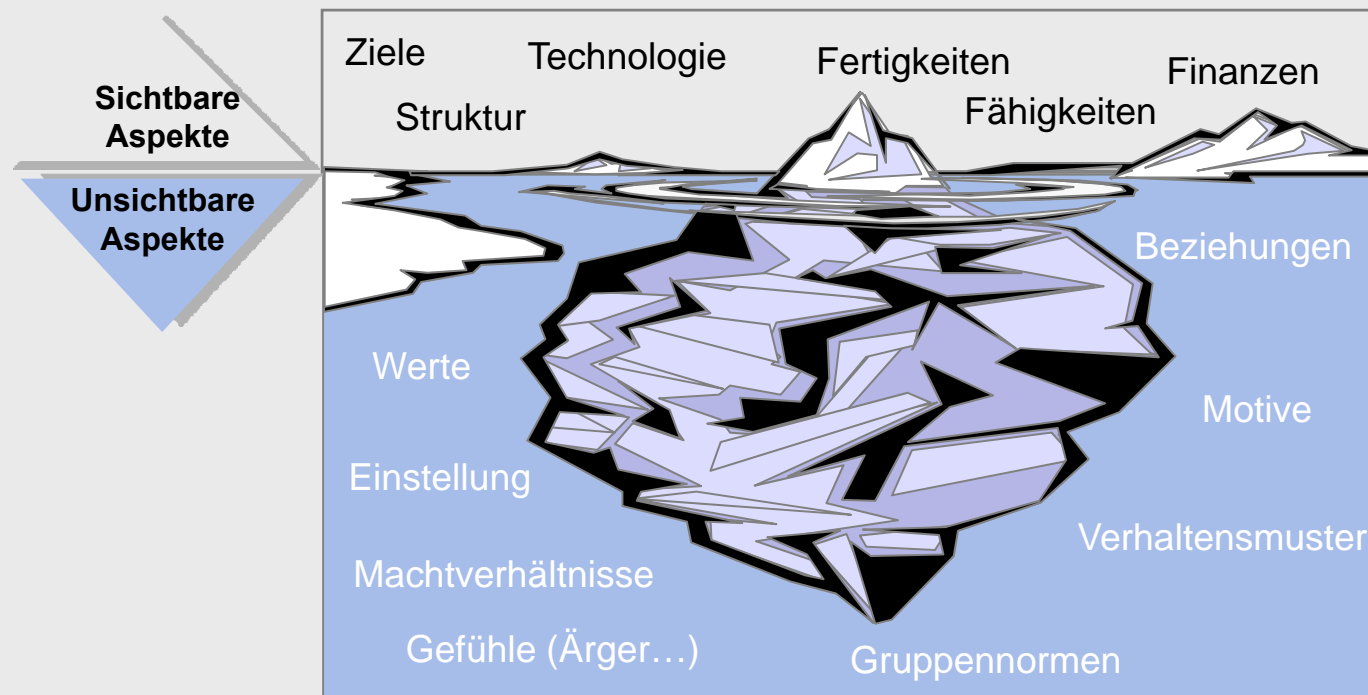 Ziele
Technologie
Fertigkeiten
Finanzen
Sichtbare
Aspekte
Struktur
Fähigkeiten
Unsichtbare
Aspekte
Beziehungen
Werte
Motive
Einstellung
Verhaltensmuster
Machtverhältnisse
Gefühle (Ärger…)
Gruppennormen